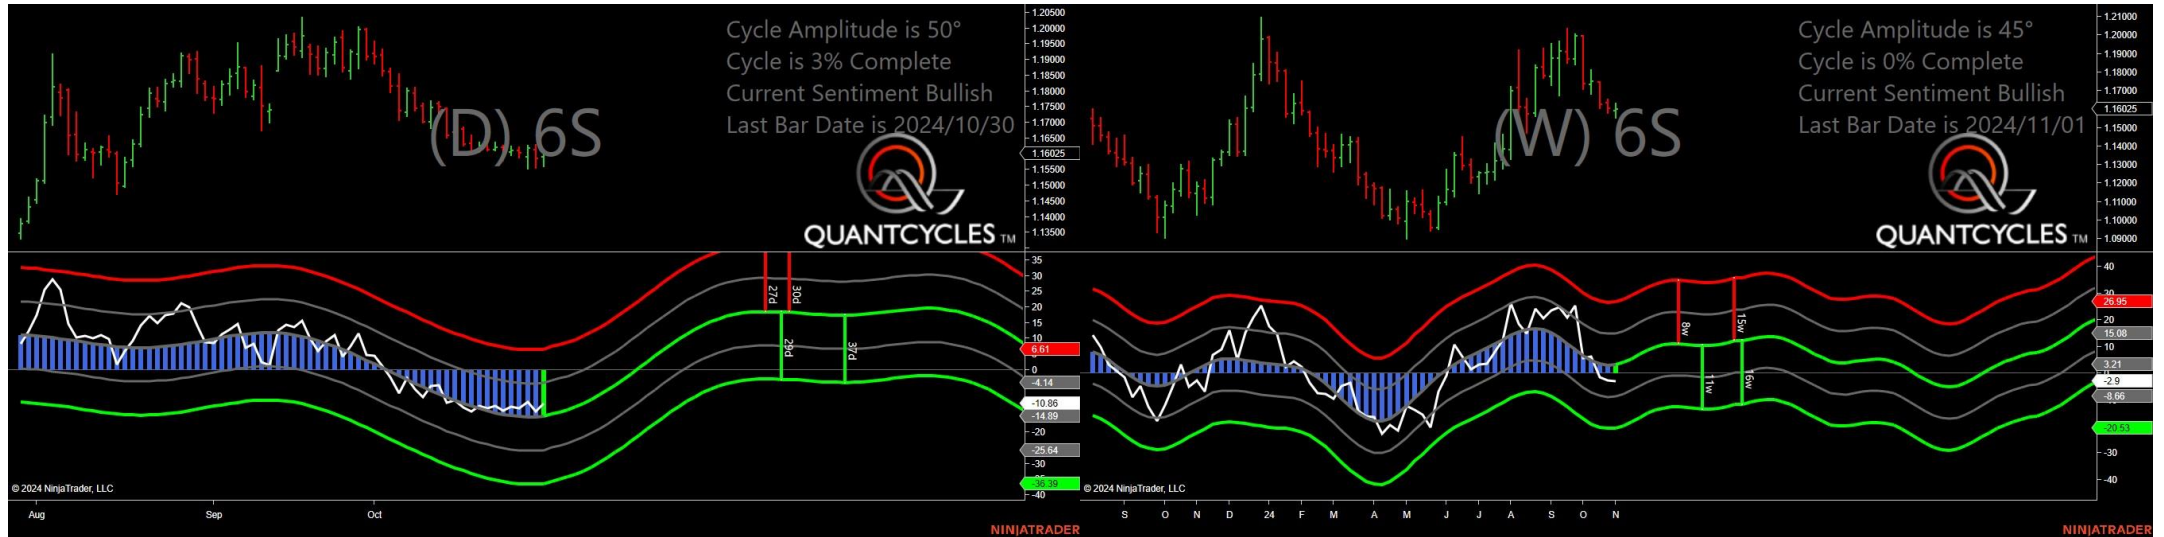 Cycle Amplitude is 50°
Cycle is 3% Complete
Current Sentiment Bullish
Last Bar Date is 2024/10/30
(D) 6S
QUANTCYCLES TM
1.20500
1.20000
1.19500
1.19000
1.18500
1.18000
1.17500
1.17000
1.16500
1.16025
1.15500
1.15000
1.14500
1.14000
1.13500
35
30
25
20
15
10
6.61
0
-4.14
-10.86
-14.89
-20
-25.64
-30
-36.39
-40
27d
30d
29d
37d
© 2024 NinjaTrader, LLC
Aug
Sep
Oct
NINJATRADER
Cycle Amplitude is 45°
Cycle is 0% Complete
Current Sentiment Bullish
Last Bar Date is 2024/11/01
(W) 6S
QUANTCYCLES TM
1.21000
1.20000
1.19000
1.18000
1.17000
1.16025
1.15000
1.14000
1.13000
1.12000
1.11000
1.10000
1.09000
40
30
26.95
20
15.08
10
3.21
-2.9
-8.66
-20.53
-30
-40
8w
15w
11w
16w
© 2024 NinjaTrader, LLC
S O N D 24 F M A M J J A S O N
NINJATRADER